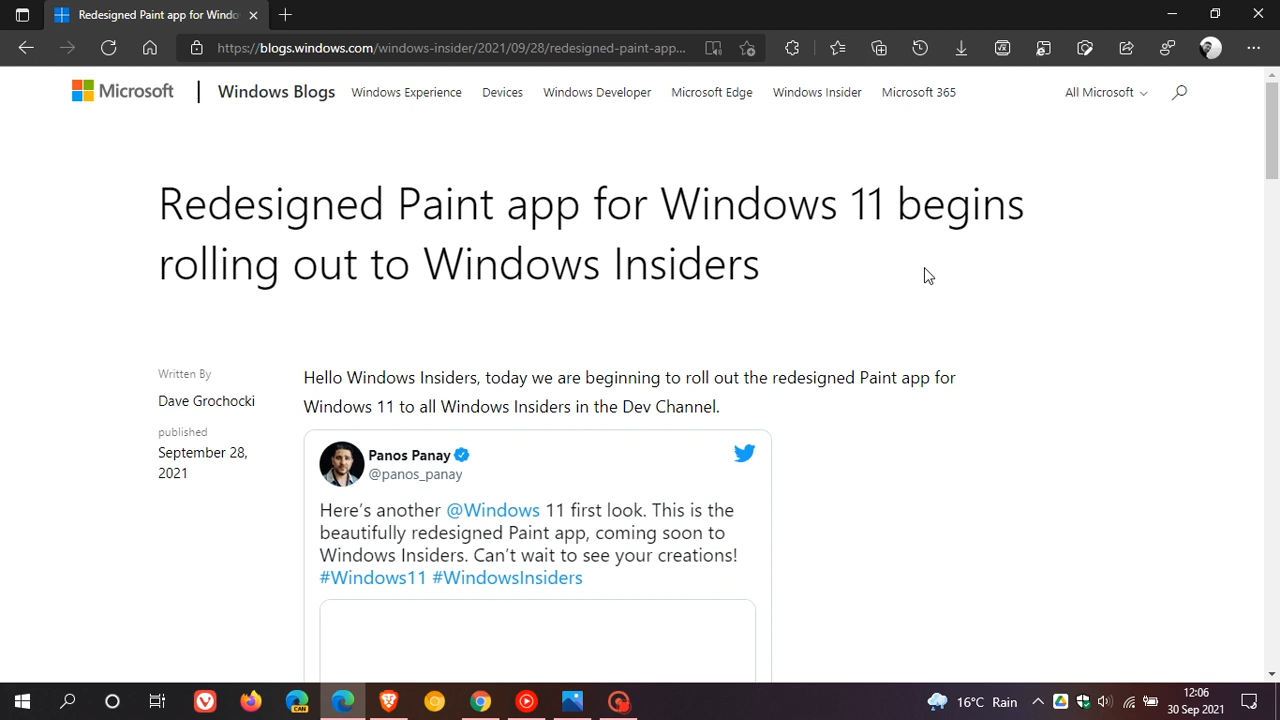 Redesigned Paint app for Windo
https://blogs.windows.com/windows-insider/2021/09/28/redesigned-paint-app...
Microsoft
Windows Blogs
Windows Experience
Devices
Windows Developer
Microsoft Edge
Windows Insider
Microsoft 365
All Microsoft
Redesigned Paint app for Windows 11 begins
rolling out to Windows Insiders
Written By
Dave Grochocki
published
September 28,
2021
Hello Windows Insiders, today we are beginning to roll out the redesigned Paint app for
Windows 11 to all Windows Insiders in the Dev Channel.
Panos Panay
@panos_panay
Here's another @Windows 11 first look. This is the
beautifully redesigned Paint app, coming soon to
Windows Insiders. Can't wait to see your creations!
#Windows11 #WindowsInsiders
CAN
16°C Rain
12:06
30 Sep 2021